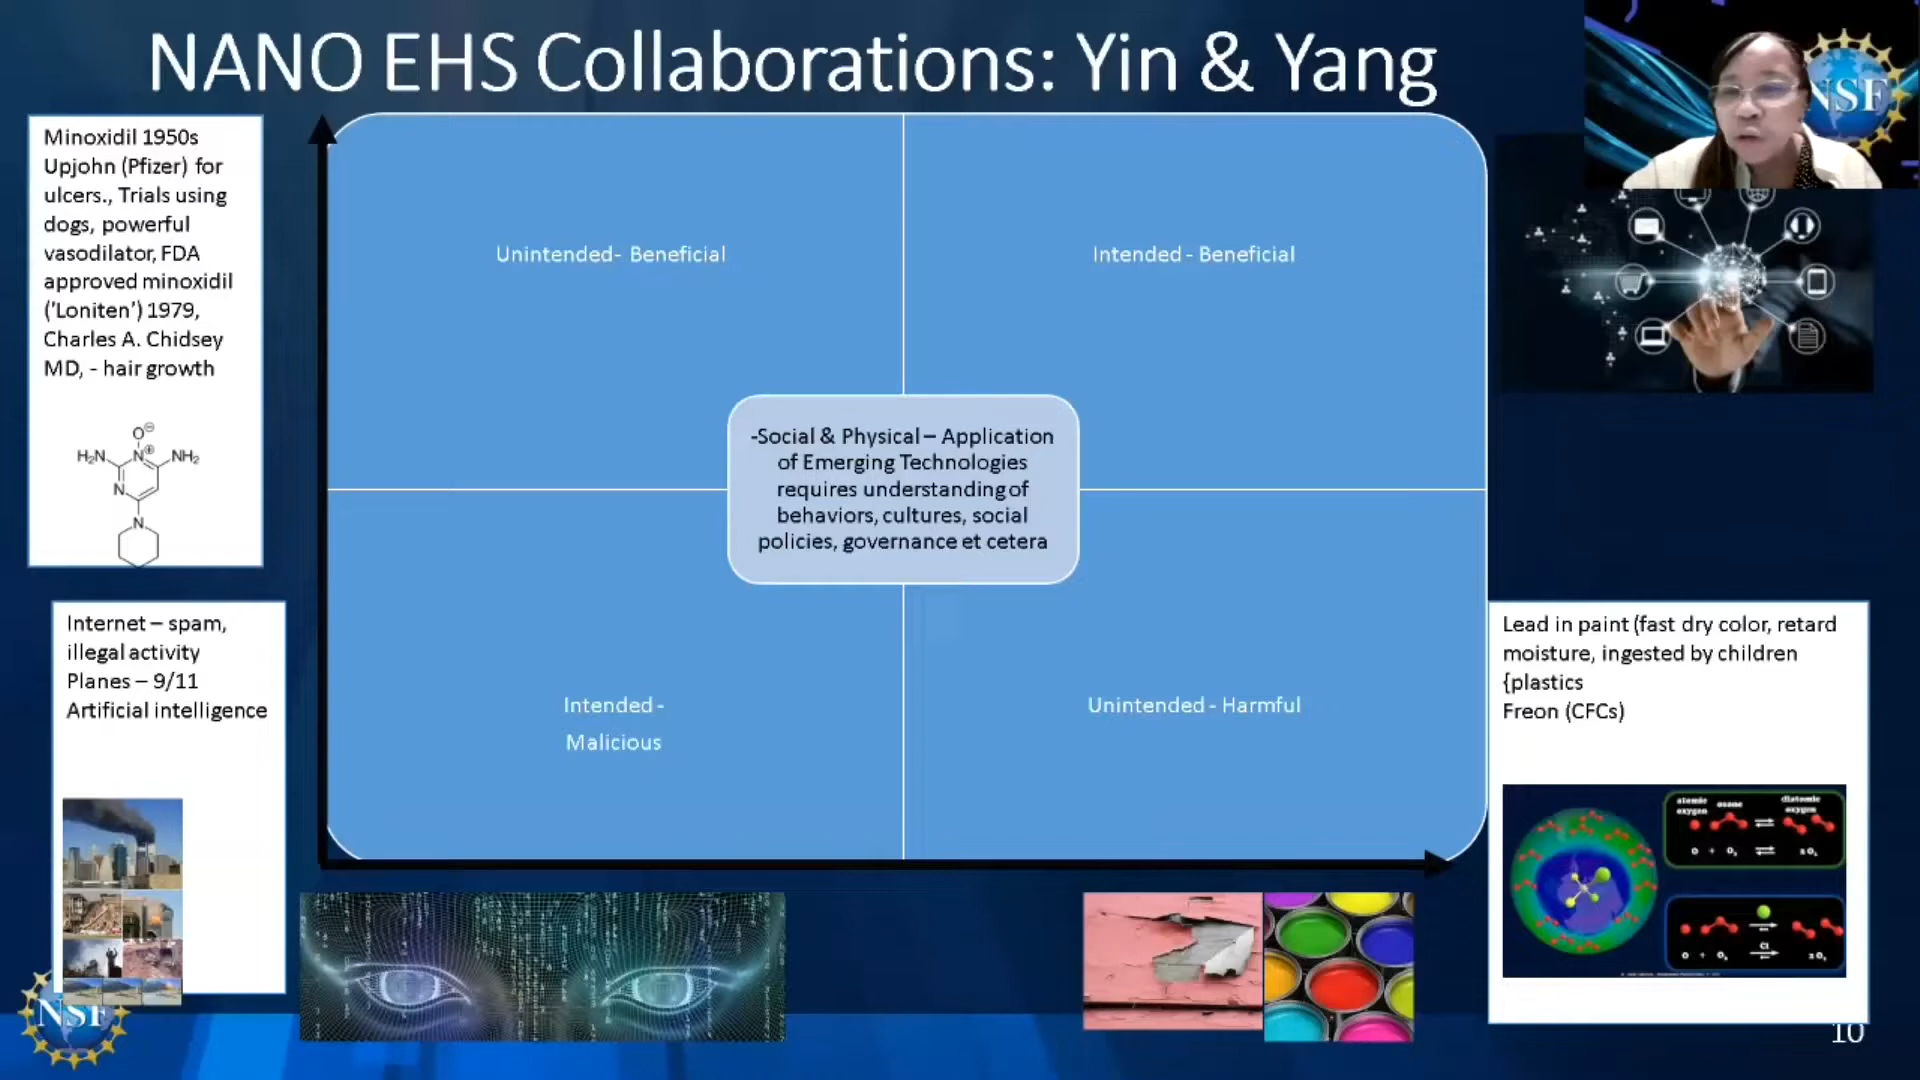 NANO EHS Collaborations: Yin & Yang
NSF
Minoxidil 1950s
Upjohn (Pfizer) for
ulcers., Trials using
dogs, powerful
vasodilator, FDA
approved minoxidil
('Loniten') 1979,
Charles A. Chidsey
MD, - hair growth
O⊖
H₂N N⊕ NH₂
N
N
Unintended- Beneficial
Intended - Beneficial
-Social & Physical – Application
of Emerging Technologies
requires understanding of
behaviors, cultures, social
policies, governance et cetera
Intended -
Malicious
Unintended - Harmful
Internet – spam,
illegal activity
Planes – 9/11
Artificial intelligence
Lead in paint (fast dry color, retard
moisture, ingested by children
{plastics
Freon (CFCs)
atomic oxygen
ozone
diatomic oxygen
O + O₃ ⇌ 2O₂
Cl
NSF
10